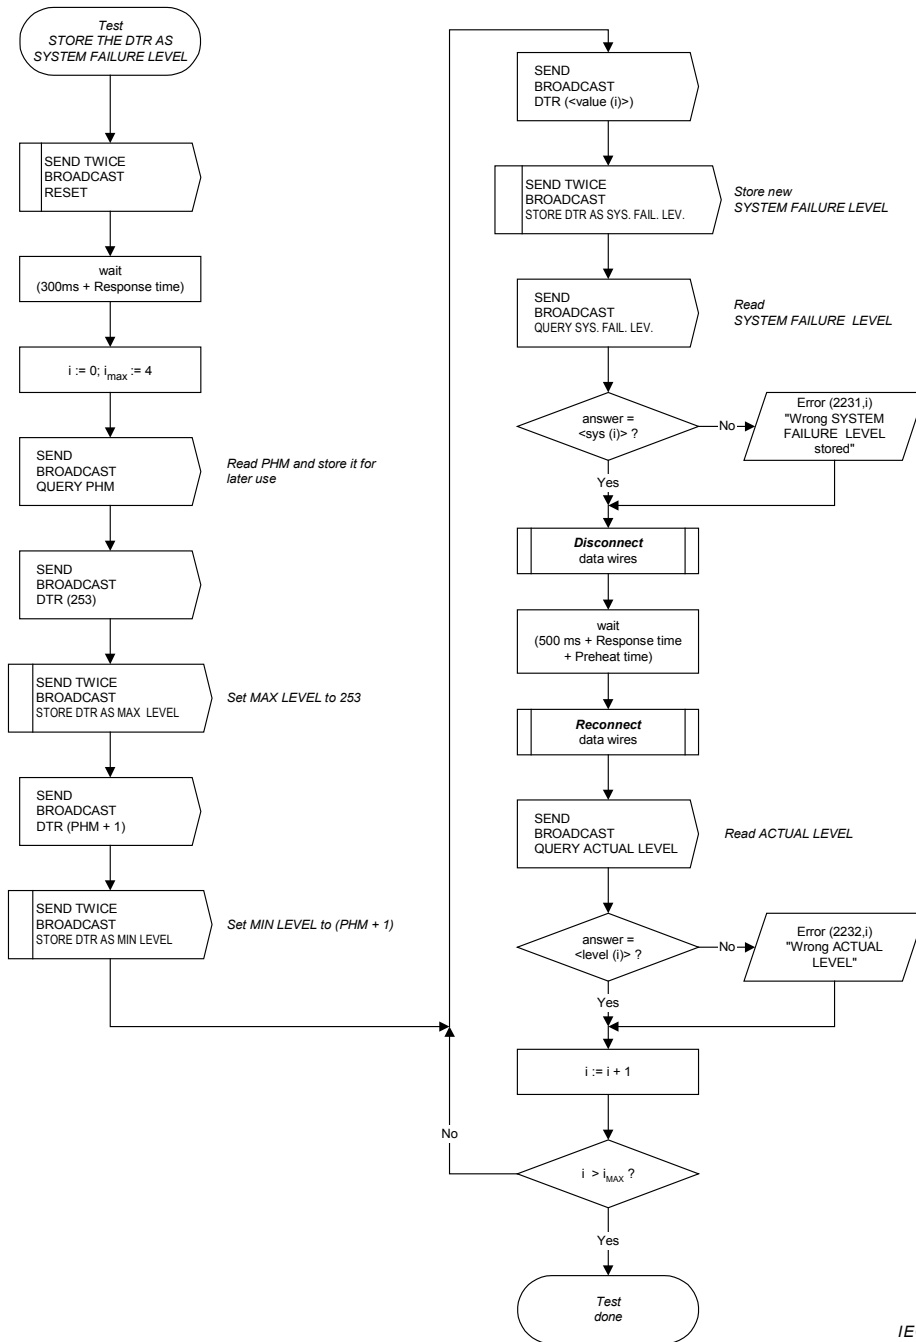 Test
STORE THE DTR AS
SYSTEM FAILURE LEVEL
SEND TWICE
BROADCAST
RESET
wait
(300ms + Response time)
i := 0; imax := 4
SEND
BROADCAST
QUERY PHM
Read PHM and store it for
later use
SEND
BROADCAST
DTR (253)
SEND TWICE
BROADCAST
STORE DTR AS MAX LEVEL
Set MAX LEVEL to 253
SEND
BROADCAST
DTR (PHM + 1)
SEND TWICE
BROADCAST
STORE DTR AS MIN LEVEL
Set MIN LEVEL to (PHM + 1)
SEND
BROADCAST
DTR (<value (i)>)
SEND TWICE
BROADCAST
STORE DTR AS SYS. FAIL. LEV.
Store new
SYSTEM FAILURE LEVEL
SEND
BROADCAST
QUERY SYS. FAIL. LEV.
Read
SYSTEM FAILURE LEVEL
answer =
<sys (i)> ?
No
Error (2231,i)
"Wrong SYSTEM
FAILURE LEVEL
stored"
Yes
Disconnect
data wires
wait
(500 ms + Response time
+ Preheat time)
Reconnect
data wires
SEND
BROADCAST
QUERY ACTUAL LEVEL
Read ACTUAL LEVEL
answer =
<level (i)> ?
No
Error (2232,i)
"Wrong ACTUAL
LEVEL"
Yes
i := i + 1
No
i > iMAX ?
Yes
Test
done
IE